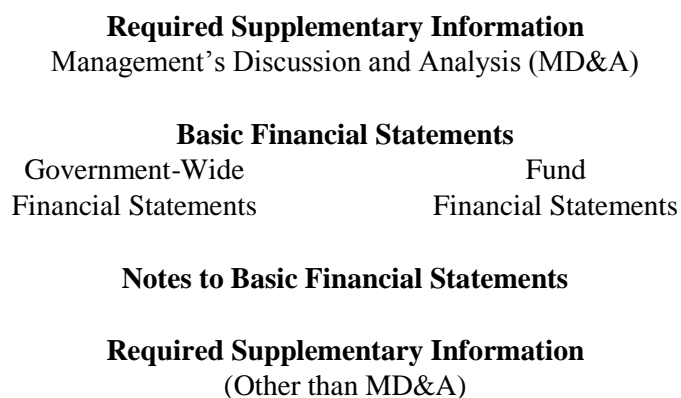 Required Supplementary Information
Management’s Discussion and Analysis (MD&A)
Basic Financial Statements
Government-Wide Fund
Financial Statements Financial Statements
Notes to Basic Financial Statements
Required Supplementary Information
(Other than MD&A)